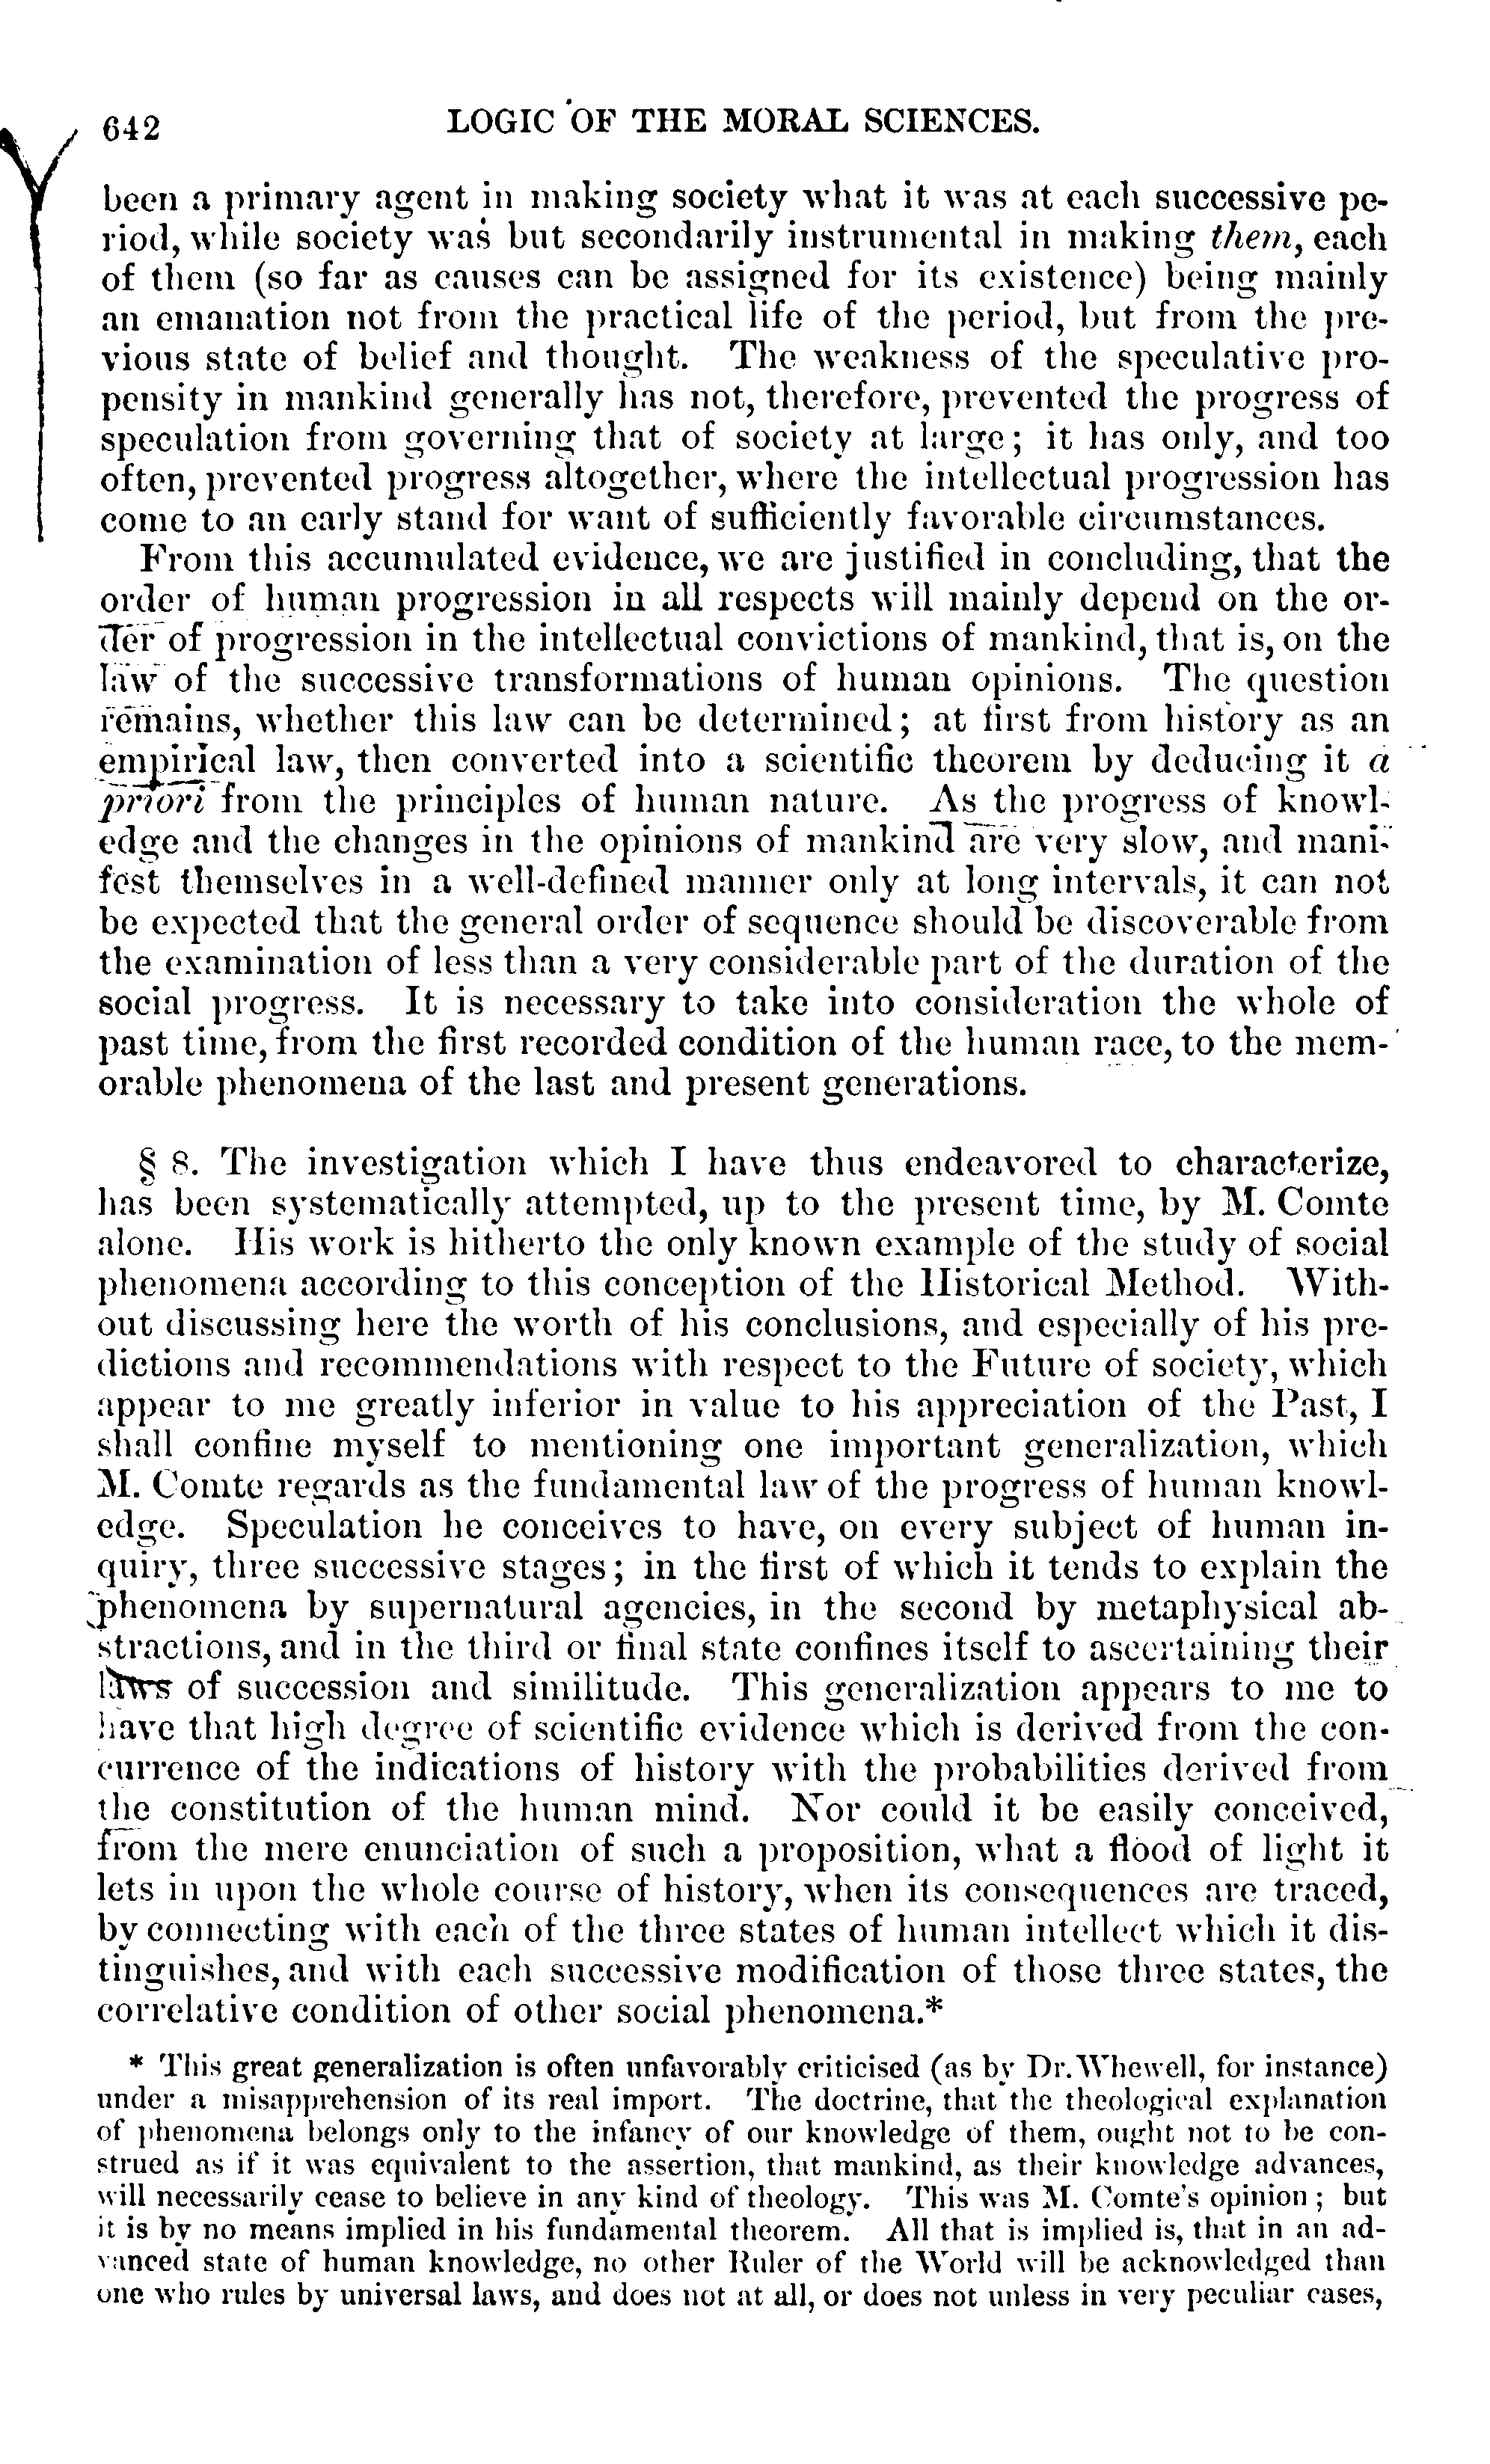 642
LOGIC OF THE MORAL SCIENCES.
been a primary agent in making society what it was at each successive pe-
riod, while society was but secondarily instrumental in making them, each
of them (so far as causes can be assigned for its existence) being mainly
an emanation not from the practical life of the period, but from the pre-
vious state of belief and thought. The weakness of the speculative pro-
pensity in mankind generally has not, therefore, prevented the progress of
speculation from governing that of society at large; it has only, and too
often, prevented progress altogether, where the intellectual progression has
come to an early stand for want of sufficiently favorable circumstances.
From this accumulated evidence, we are justified in concluding, that the
order of human progression in all respects will mainly depend on the or-
der of progression in the intellectual convictions of mankind, that is, on the
law of the successive transformations of human opinions. The question
remains, whether this law can be determined; at first from history as an
empirical law, then converted into a scientific theorem by deducing it a
priori from the principles of human nature. As the progress of knowl-
edge and the changes in the opinions of mankind are very slow, and mani-
fest themselves in a well-defined manner only at long intervals, it can not
be expected that the general order of sequence should be discoverable from
the examination of less than a very considerable part of the duration of the
social progress. It is necessary to take into consideration the whole of
past time, from the first recorded condition of the human race, to the mem-
orable phenomena of the last and present generations.
§ 8. The investigation which I have thus endeavored to characterize,
has been systematically attempted, up to the present time, by M. Comte
alone. His work is hitherto the only known example of the study of social
phenomena according to this conception of the Historical Method. With-
out discussing here the worth of his conclusions, and especially of his pre-
dictions and recommendations with respect to the Future of society, which
appear to me greatly inferior in value to his appreciation of the Past, I
shall confine myself to mentioning one important generalization, which
M. Comte regards as the fundamental law of the progress of human knowl-
edge. Speculation he conceives to have, on every subject of human in-
quiry, three successive stages; in the first of which it tends to explain the
phenomena by supernatural agencies, in the second by metaphysical ab-
stractions, and in the third or final state confines itself to ascertaining their
laws of succession and similitude. This generalization appears to me to
have that high degree of scientific evidence which is derived from the con-
currence of the indications of history with the probabilities derived from
the constitution of the human mind. Nor could it be easily conceived,
from the mere enunciation of such a proposition, what a flood of light it
lets in upon the whole course of history, when its consequences are traced,
by connecting with each of the three states of human intellect which it dis-
tinguishes, and with each successive modification of those three states, the
correlative condition of other social phenomena.*
* This great generalization is often unfavorably criticised (as by Dr. Whewell, for instance)
under a misapprehension of its real import. The doctrine, that the theological explanation
of phenomena belongs only to the infancy of our knowledge of them, ought not to be con-
strued as if it was equivalent to the assertion, that mankind, as their knowledge advances,
will necessarily cease to believe in any kind of theology. This was M. Comte's opinion; but
it is by no means implied in his fundamental theorem. All that is implied is, that in an ad-
vanced state of human knowledge, no other Ruler of the World will be acknowledged than
one who rules by universal laws, and does not at all, or does not unless in very peculiar cases,